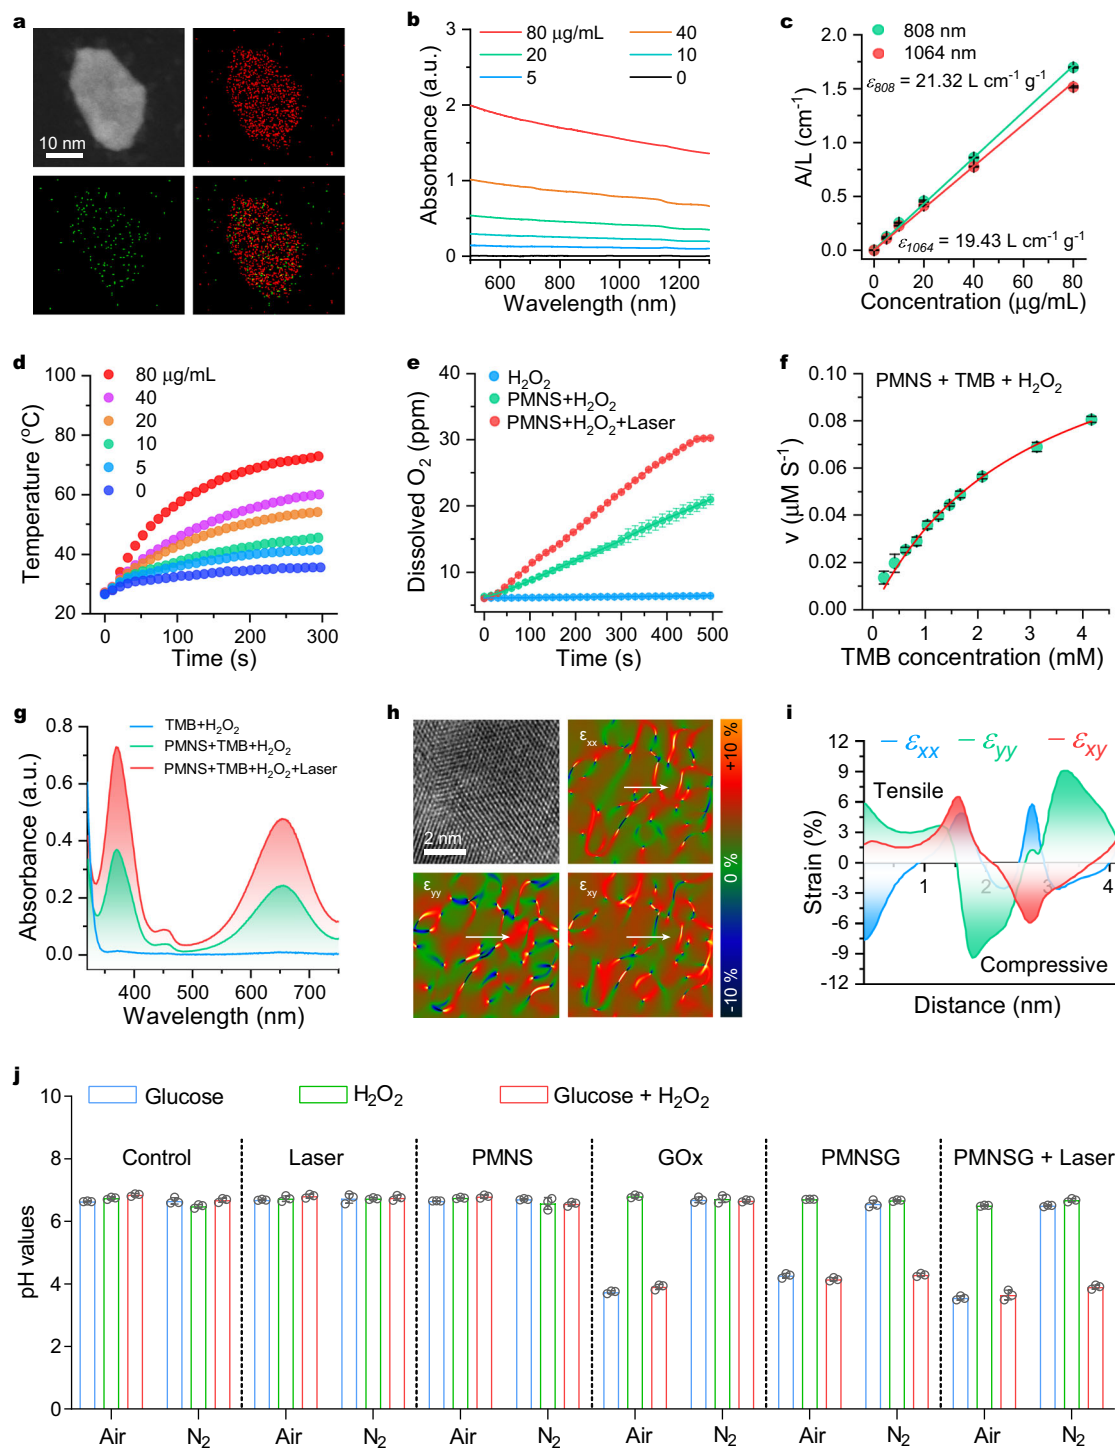 a
10 nm
b
Absorbance (a.u.)
3
2
1
0
80 μg/mL
40
20
10
5
0
600 800 1000 1200
Wavelength (nm)
c
A/L (cm⁻¹)
2.0
1.5
1.0
0.5
0.0
808 nm
1064 nm
ε₈₀₈ = 21.32 L cm⁻¹ g⁻¹
ε₁₀₆₄ = 19.43 L cm⁻¹ g⁻¹
0 20 40 60 80
Concentration (μg/mL)
d
Temperature (ºC)
100
80
60
40
20
80 μg/mL
40
20
10
5
0
0 100 200 300
Time (s)
e
Dissolved O₂ (ppm)
40
30
20
10
H₂O₂
PMNS+H₂O₂
PMNS+H₂O₂+Laser
0 100 200 300 400 500
Time (s)
f
v (μM S⁻¹)
0.10
0.08
0.06
0.04
0.02
0.00
PMNS + TMB + H₂O₂
0 1 2 3 4
TMB concentration (mM)
g
Absorbance (a.u.)
0.8
0.6
0.4
0.2
0.0
TMB+H₂O₂
PMNS+TMB+H₂O₂
PMNS+TMB+H₂O₂+Laser
400 500 600 700
Wavelength (nm)
h
2 nm
εxx
εyy
εxy
+10 %
0 %
-10 %
i
Strain (%)
12
9
6
3
0
-3
-6
-9
-12
εxx
εyy
εxy
Tensile
Compressive
1 2 3 4
Distance (nm)
j
pH values
10
8
6
4
2
0
Glucose
H₂O₂
Glucose + H₂O₂
Control Laser PMNS GOx PMNSG PMNSG + Laser
Air N₂ Air N₂ Air N₂ Air N₂ Air N₂ Air N₂